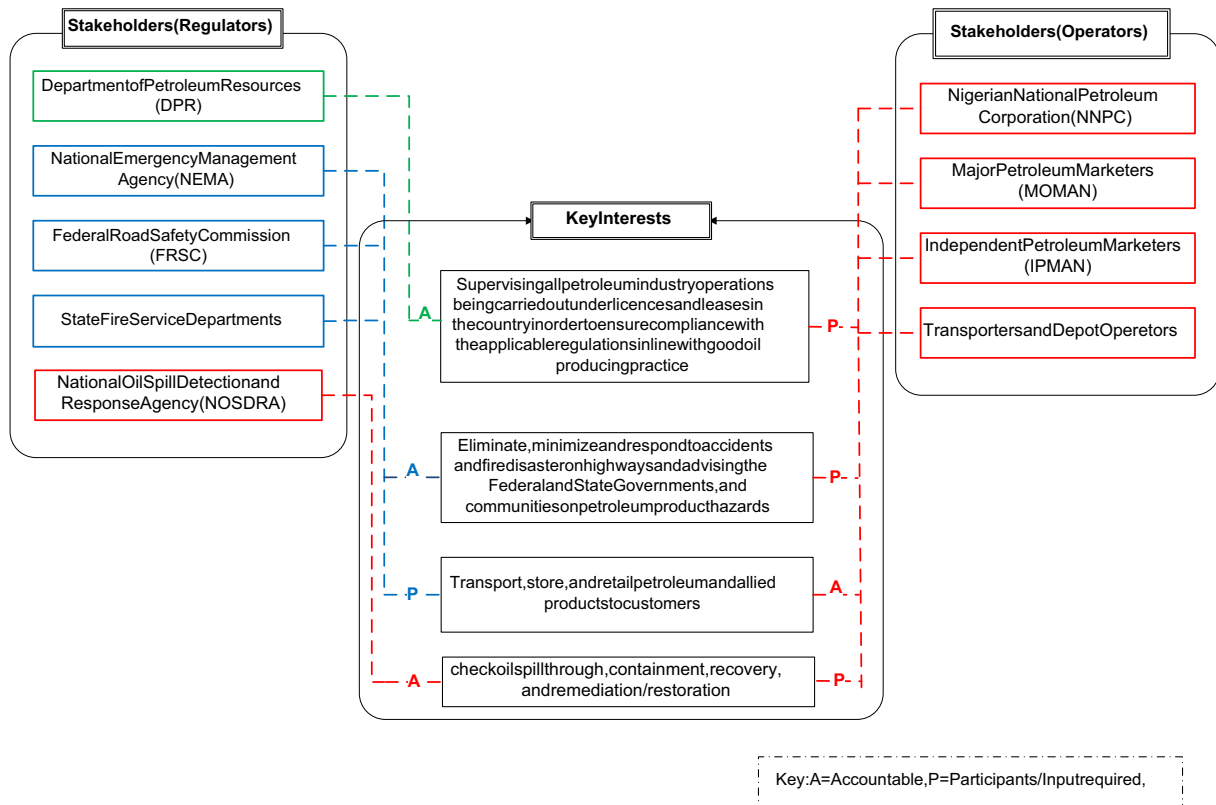 Stakeholders(Regulators)
DepartmentofPetroleumResources
(DPR)
NationalEmergencyManagement
Agency(NEMA)
FederalRoadSafetyCommission
(FRSC)
StateFireServiceDepartments
NationalOilSpillDetectionand
ResponseAgency(NOSDRA)
KeyInterests
A
Supervisingallpetroleumindustryoperations
beingcarriedoutunderlicencesandleasesin
thecountryinordertoensurecompliancewith
theapplicableregulationsinlinewithgoodoil
producingpractice
P
A
Eliminate,minimizeandrespondtoaccidents
andfiredisasteronhighwaysandadvisingthe
FederalandStateGovernments,and
communitiesonpetroleumproducthazards
P
P
Transport,store,andretailpetroleumandallied
productstocustomers
A
A
checkoilspillthrough,containment,recovery,
andremediation/restoration
P
Stakeholders(Operators)
NigerianNationalPetroleum
Corporation(NNPC)
MajorPetroleumMarketers
(MOMAN)
IndependentPetroleumMarketers
(IPMAN)
TransportersandDepotOperetors
Key:A=Accountable,P=Participants/Inputrequired,